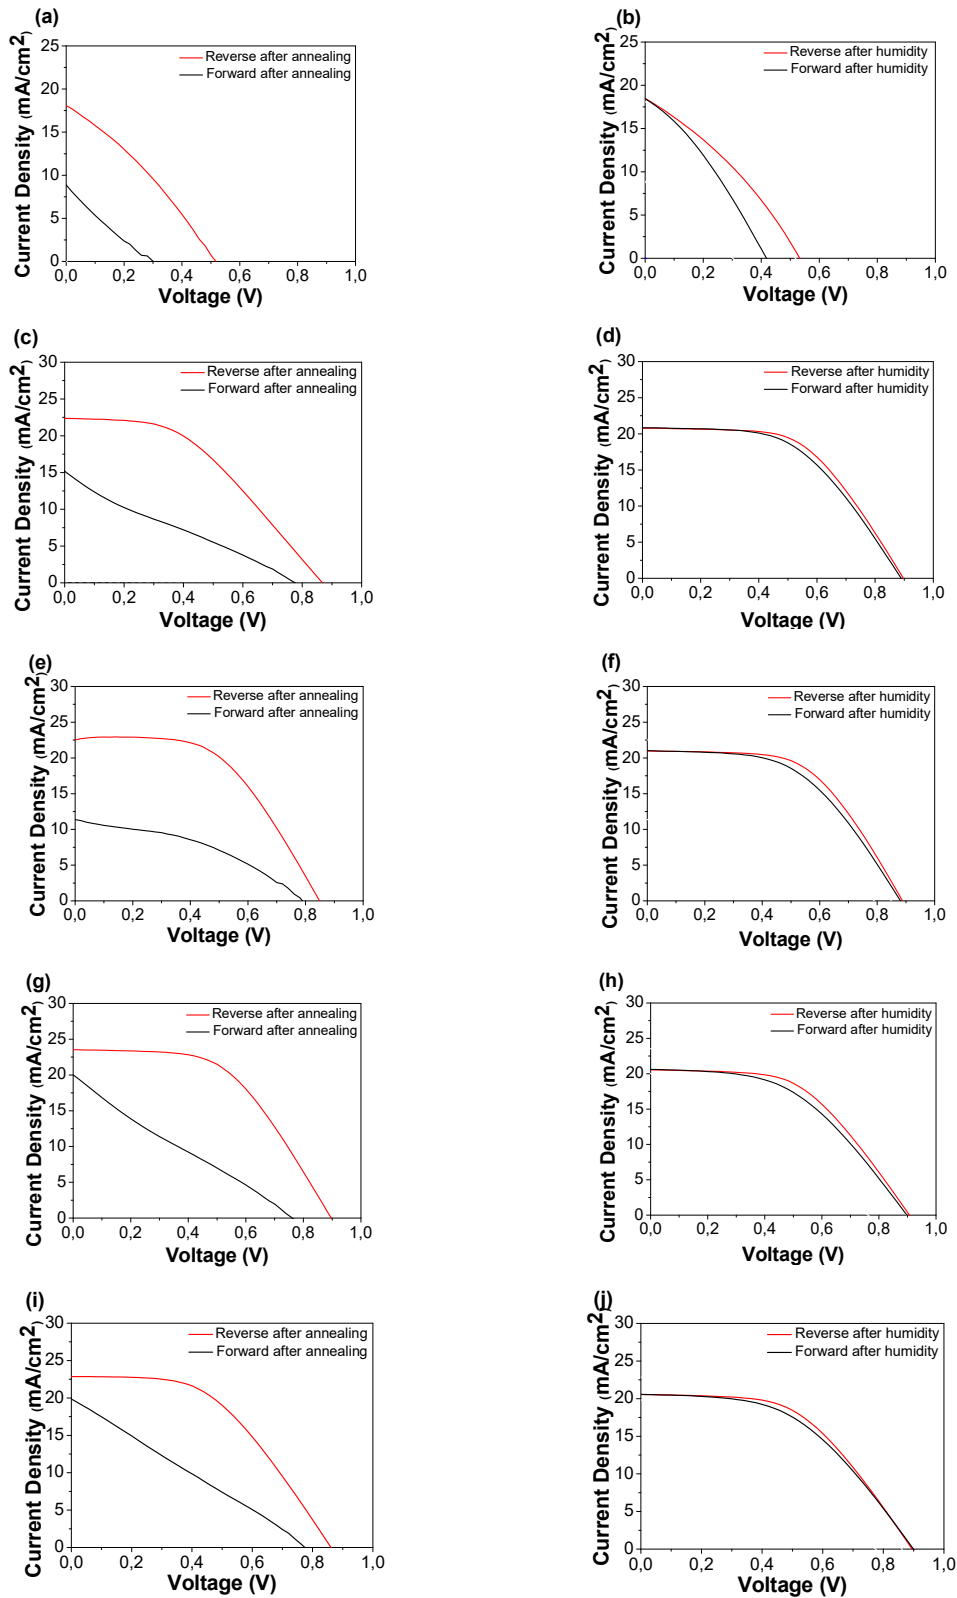 (a)
Reverse after annealing
Forward after annealing
25
20
15
10
5
0
0,0 0,2 0,4 0,6 0,8 1,0
Current Density (mA/cm2)
Voltage (V)
(b)
Reverse after humidity
Forward after humidity
25
20
15
10
5
0
0,0 0,2 0,4 0,6 0,8 1,0
Current Density (mA/cm2)
Voltage (V)
(c)
Reverse after annealing
Forward after annealing
30
25
20
15
10
5
0
0,0 0,2 0,4 0,6 0,8 1,0
Current Density (mA/cm2)
Voltage (V)
(d)
Reverse after humidity
Forward after humidity
30
25
20
15
10
5
0
0,0 0,2 0,4 0,6 0,8 1,0
Current Density (mA/cm2)
Voltage (V)
(e)
Reverse after annealing
Forward after annealing
30
25
20
15
10
5
0
0,0 0,2 0,4 0,6 0,8 1,0
Current Density (mA/cm2)
Voltage (V)
(f)
Reverse after humidity
Forward after humidity
30
25
20
15
10
5
0
0,0 0,2 0,4 0,6 0,8 1,0
Current Density (mA/cm2)
Voltage (V)
(g)
Reverse after annealing
Forward after annealing
30
25
20
15
10
5
0
0,0 0,2 0,4 0,6 0,8 1,0
Current Density (mA/cm2)
Voltage (V)
(h)
Reverse after humidity
Forward after humidity
30
25
20
15
10
5
0
0,0 0,2 0,4 0,6 0,8 1,0
Current Density (mA/cm2)
Voltage (V)
(i)
Reverse after annealing
Forward after annealing
30
25
20
15
10
5
0
0,0 0,2 0,4 0,6 0,8 1,0
Current Density (mA/cm2)
Voltage (V)
(j)
Reverse after humidity
Forward after humidity
30
25
20
15
10
5
0
0,0 0,2 0,4 0,6 0,8 1,0
Current Density (mA/cm2)
Voltage (V)